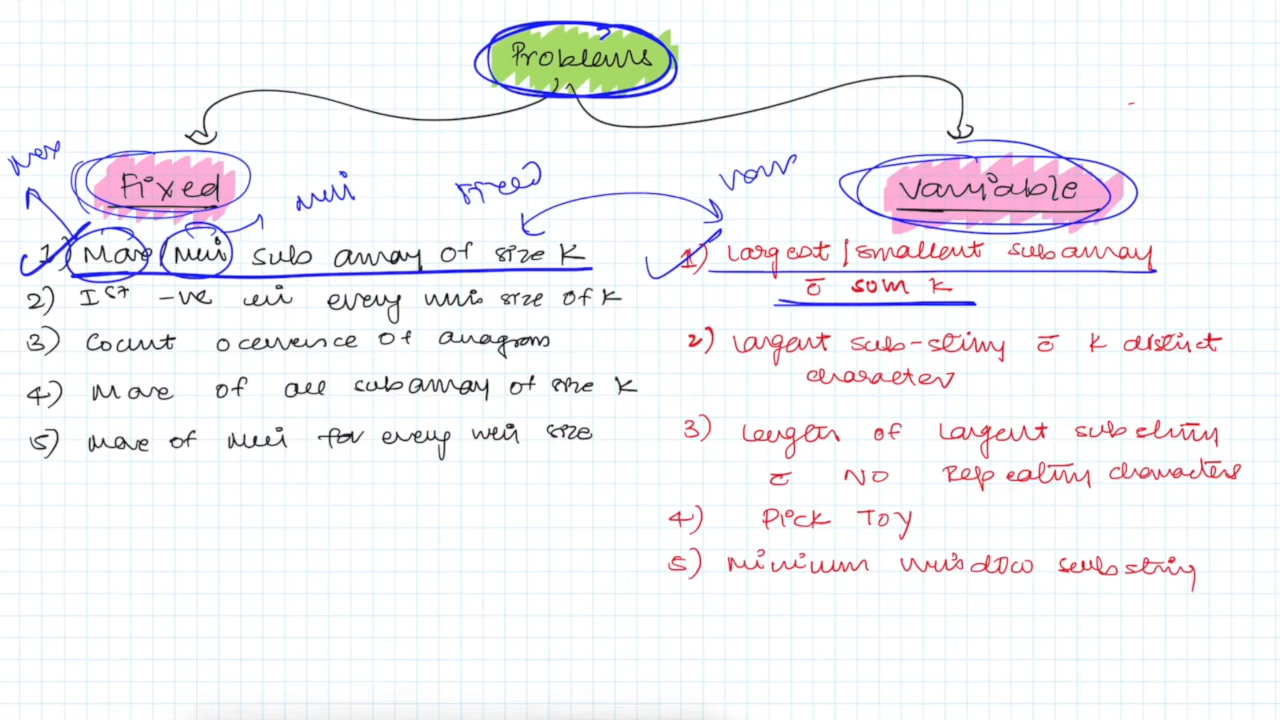 Problems
Fixed
Variable
Max
Min
Fixed
Var
1) Max / Min sub array of size K
2) Ist -ve in every win size of K
3) Count occurence of anagram
4) Max of all subarray of size K
5) Max of Min for every win size
1) Largest / smallest subarray
c̄ sum k
2) Largest sub-string c̄ k distinct
character
3) Length of largest substring
c̄ NO Repeating characters
4) Pick Toy
5) Minimum window substring